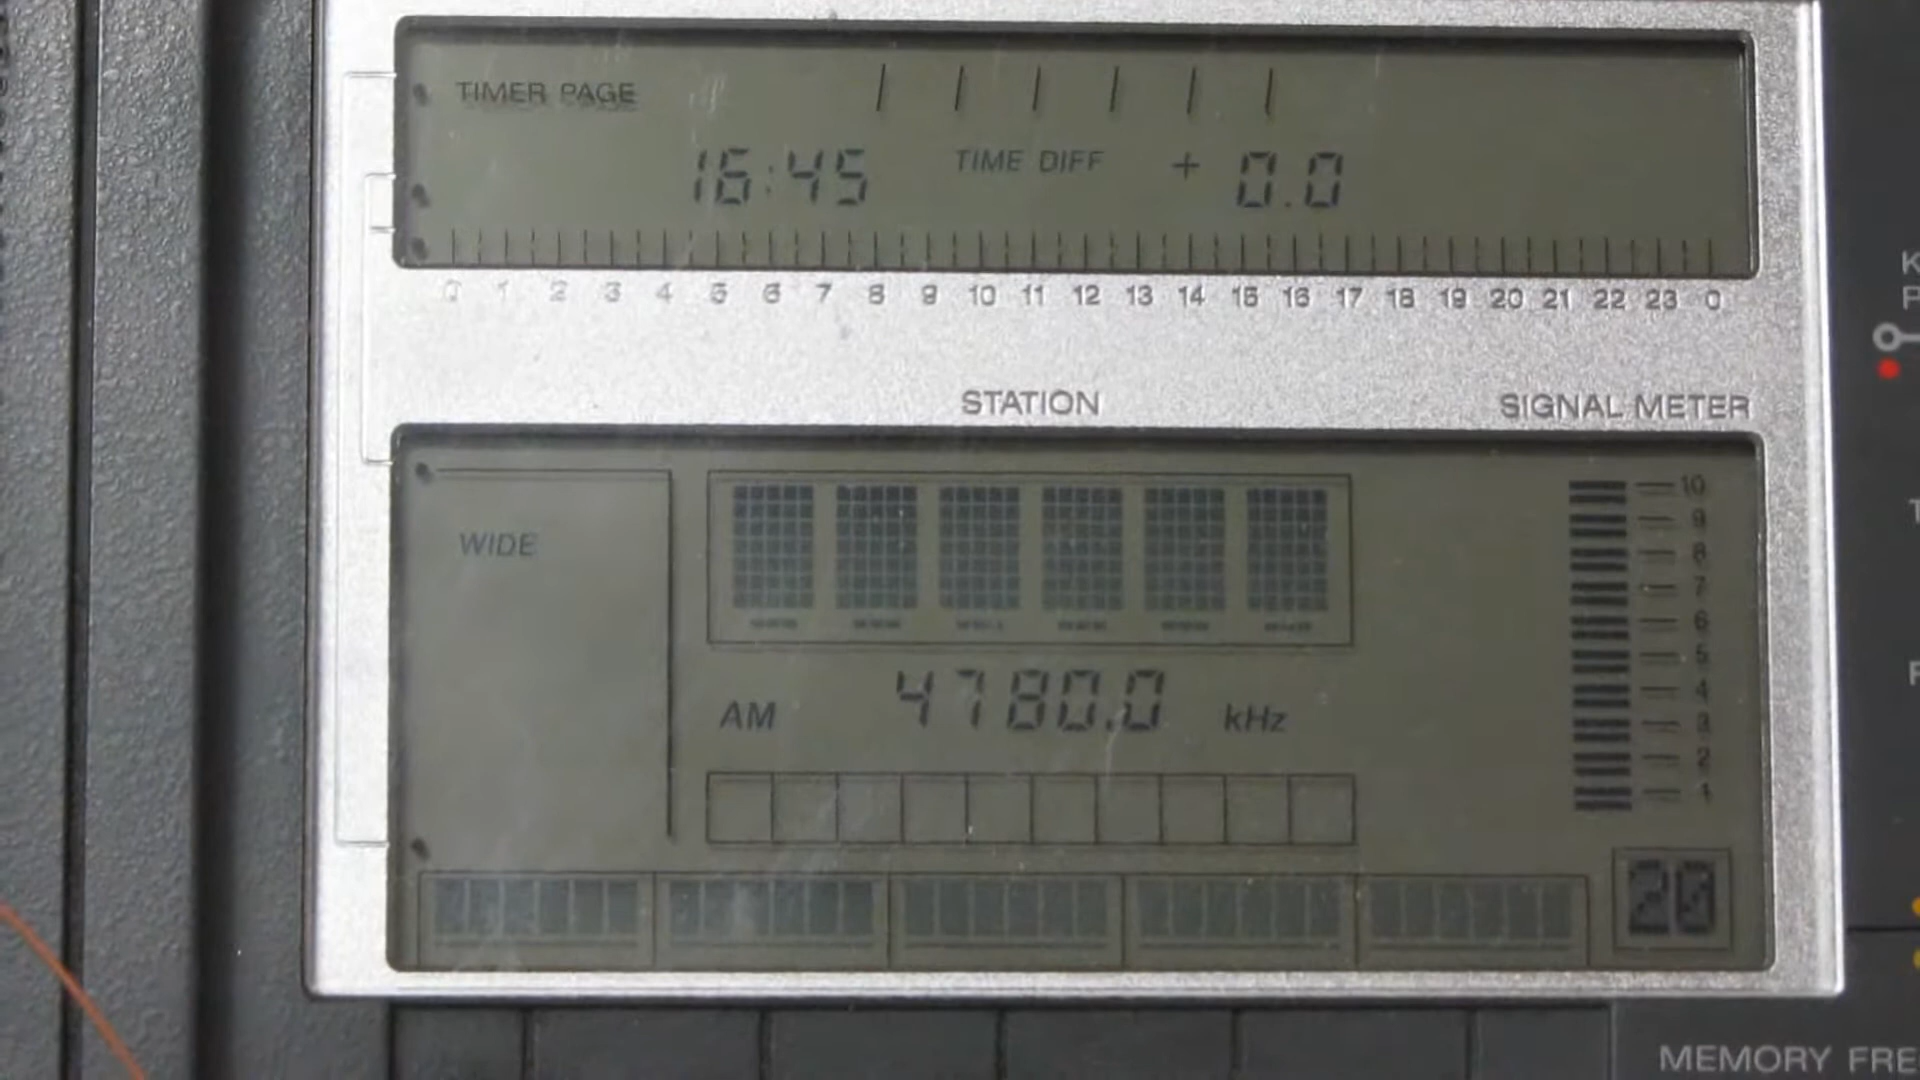 TIMER PAGE
16:45 TIME DIFF + 0.0
0 1 2 3 4 5 6 7 8 9 10 11 12 13 14 15 16 17 18 19 20 21 22 23 0
STATION
SIGNAL METER
WIDE
10
9
8
7
6
5
4
3
2
1
AM 4780.0 kHz
20
MEMORY FRE